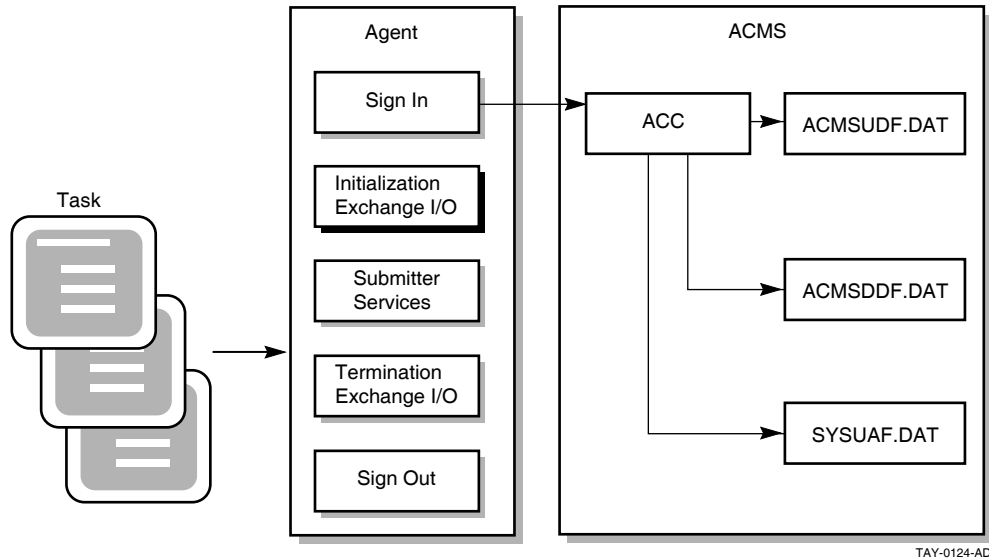 Agent
ACMS
Sign In
ACC
ACMSUDF.DAT
Initialization
Exchange I/O
Task
Submitter
Services
ACMSDDF.DAT
Termination
Exchange I/O
SYSUAF.DAT
Sign Out
TAY-0124-AD